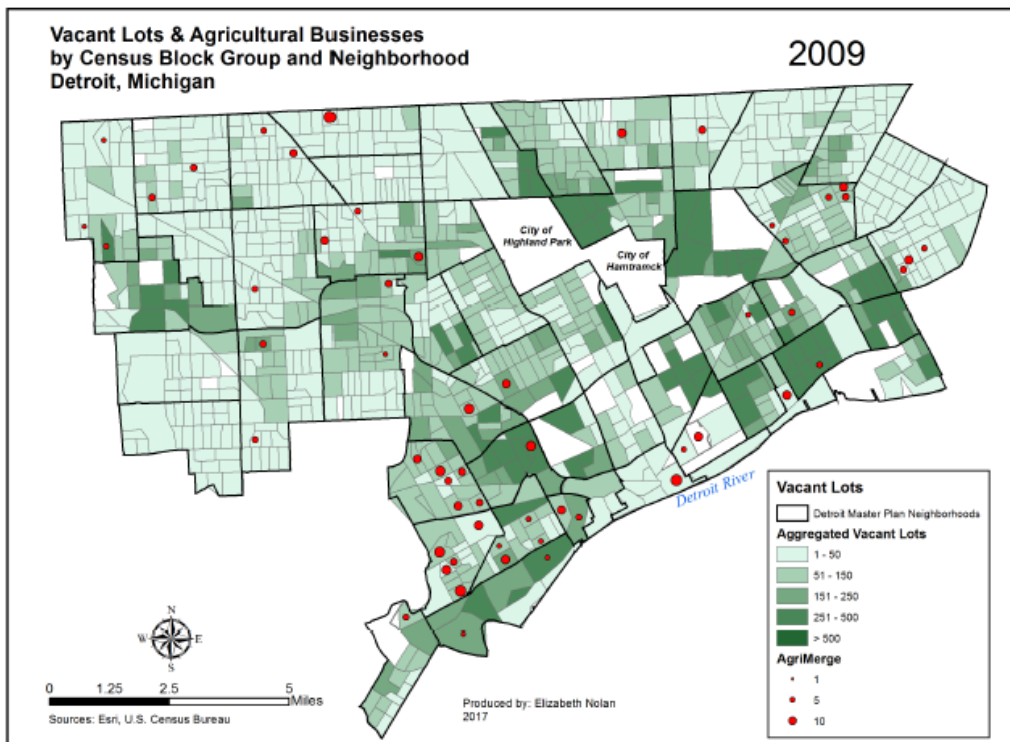 Vacant Lots & Agricultural Businesses
by Census Block Group and Neighborhood
Detroit, Michigan
2009
City of
Highland Park
City of
Hamtramck
Detroit River
Vacant Lots
Detroit Master Plan Neighborhoods
Aggregated Vacant Lots
1 - 50
51 - 150
151 - 250
251 - 500
> 500
AgriMerge
1
5
10
N
W E
S
0 1.25 2.5 5
Miles
Sources: Esri, U.S. Census Bureau
Produced by: Elizabeth Nolan
2017